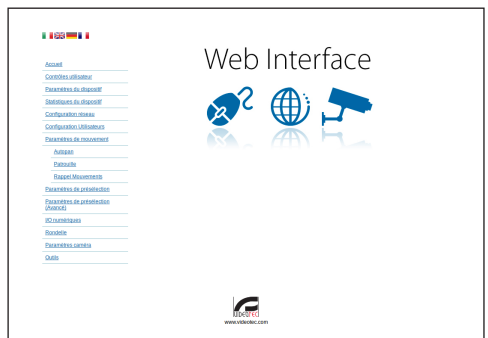 Web Interface
Accueil
Contrôles utilisateur
Paramètres du dispositif
Statistiques du dispositif
Configuration réseau
Configuration Utilisateurs
Paramètres de mouvement
Autopan
Patrouille
Rappel Mouvements
Paramètres de présélection
Paramètres de présélection
(Avancé)
I/O numériques
Rondelle
Paramètres caméra
Outils
VIDEOTEC
www.videotec.com